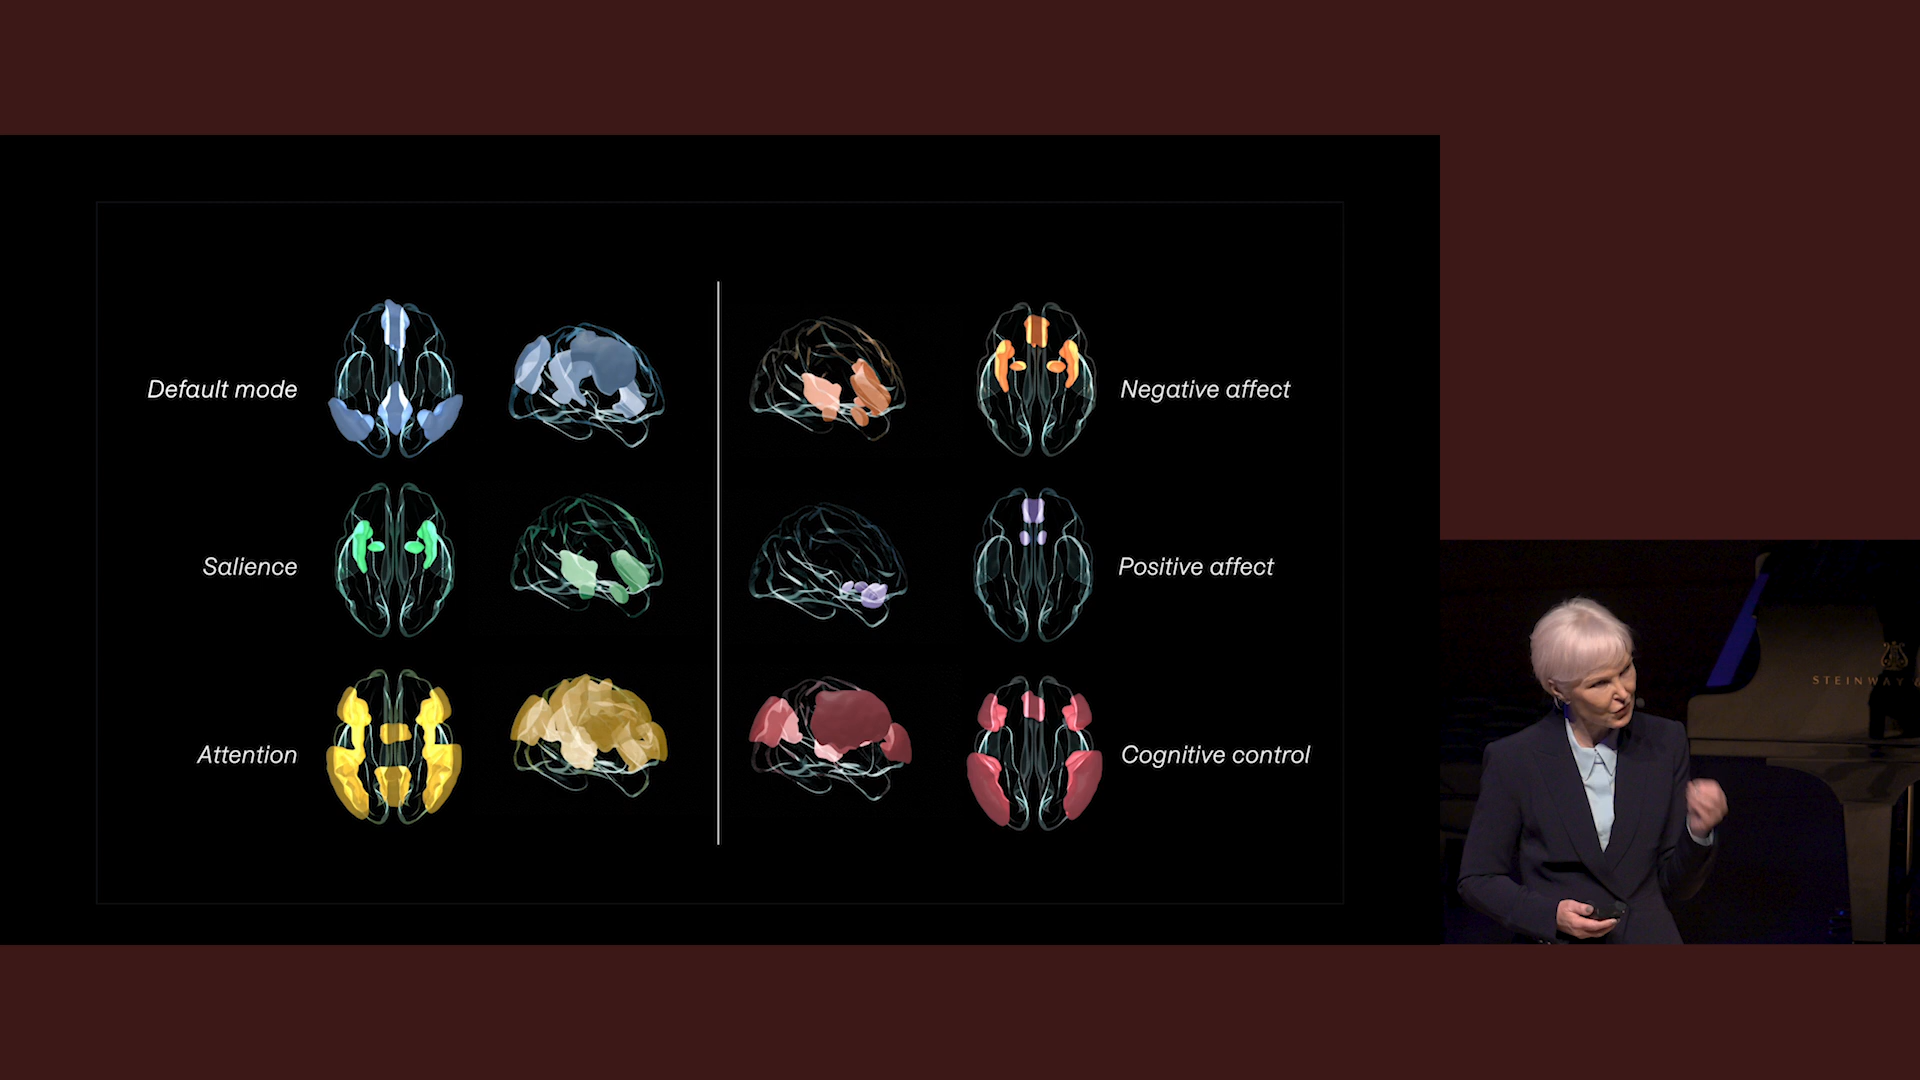 Default mode
Negative affect
Salience
Positive affect
Attention
Cognitive control
STEINWAY